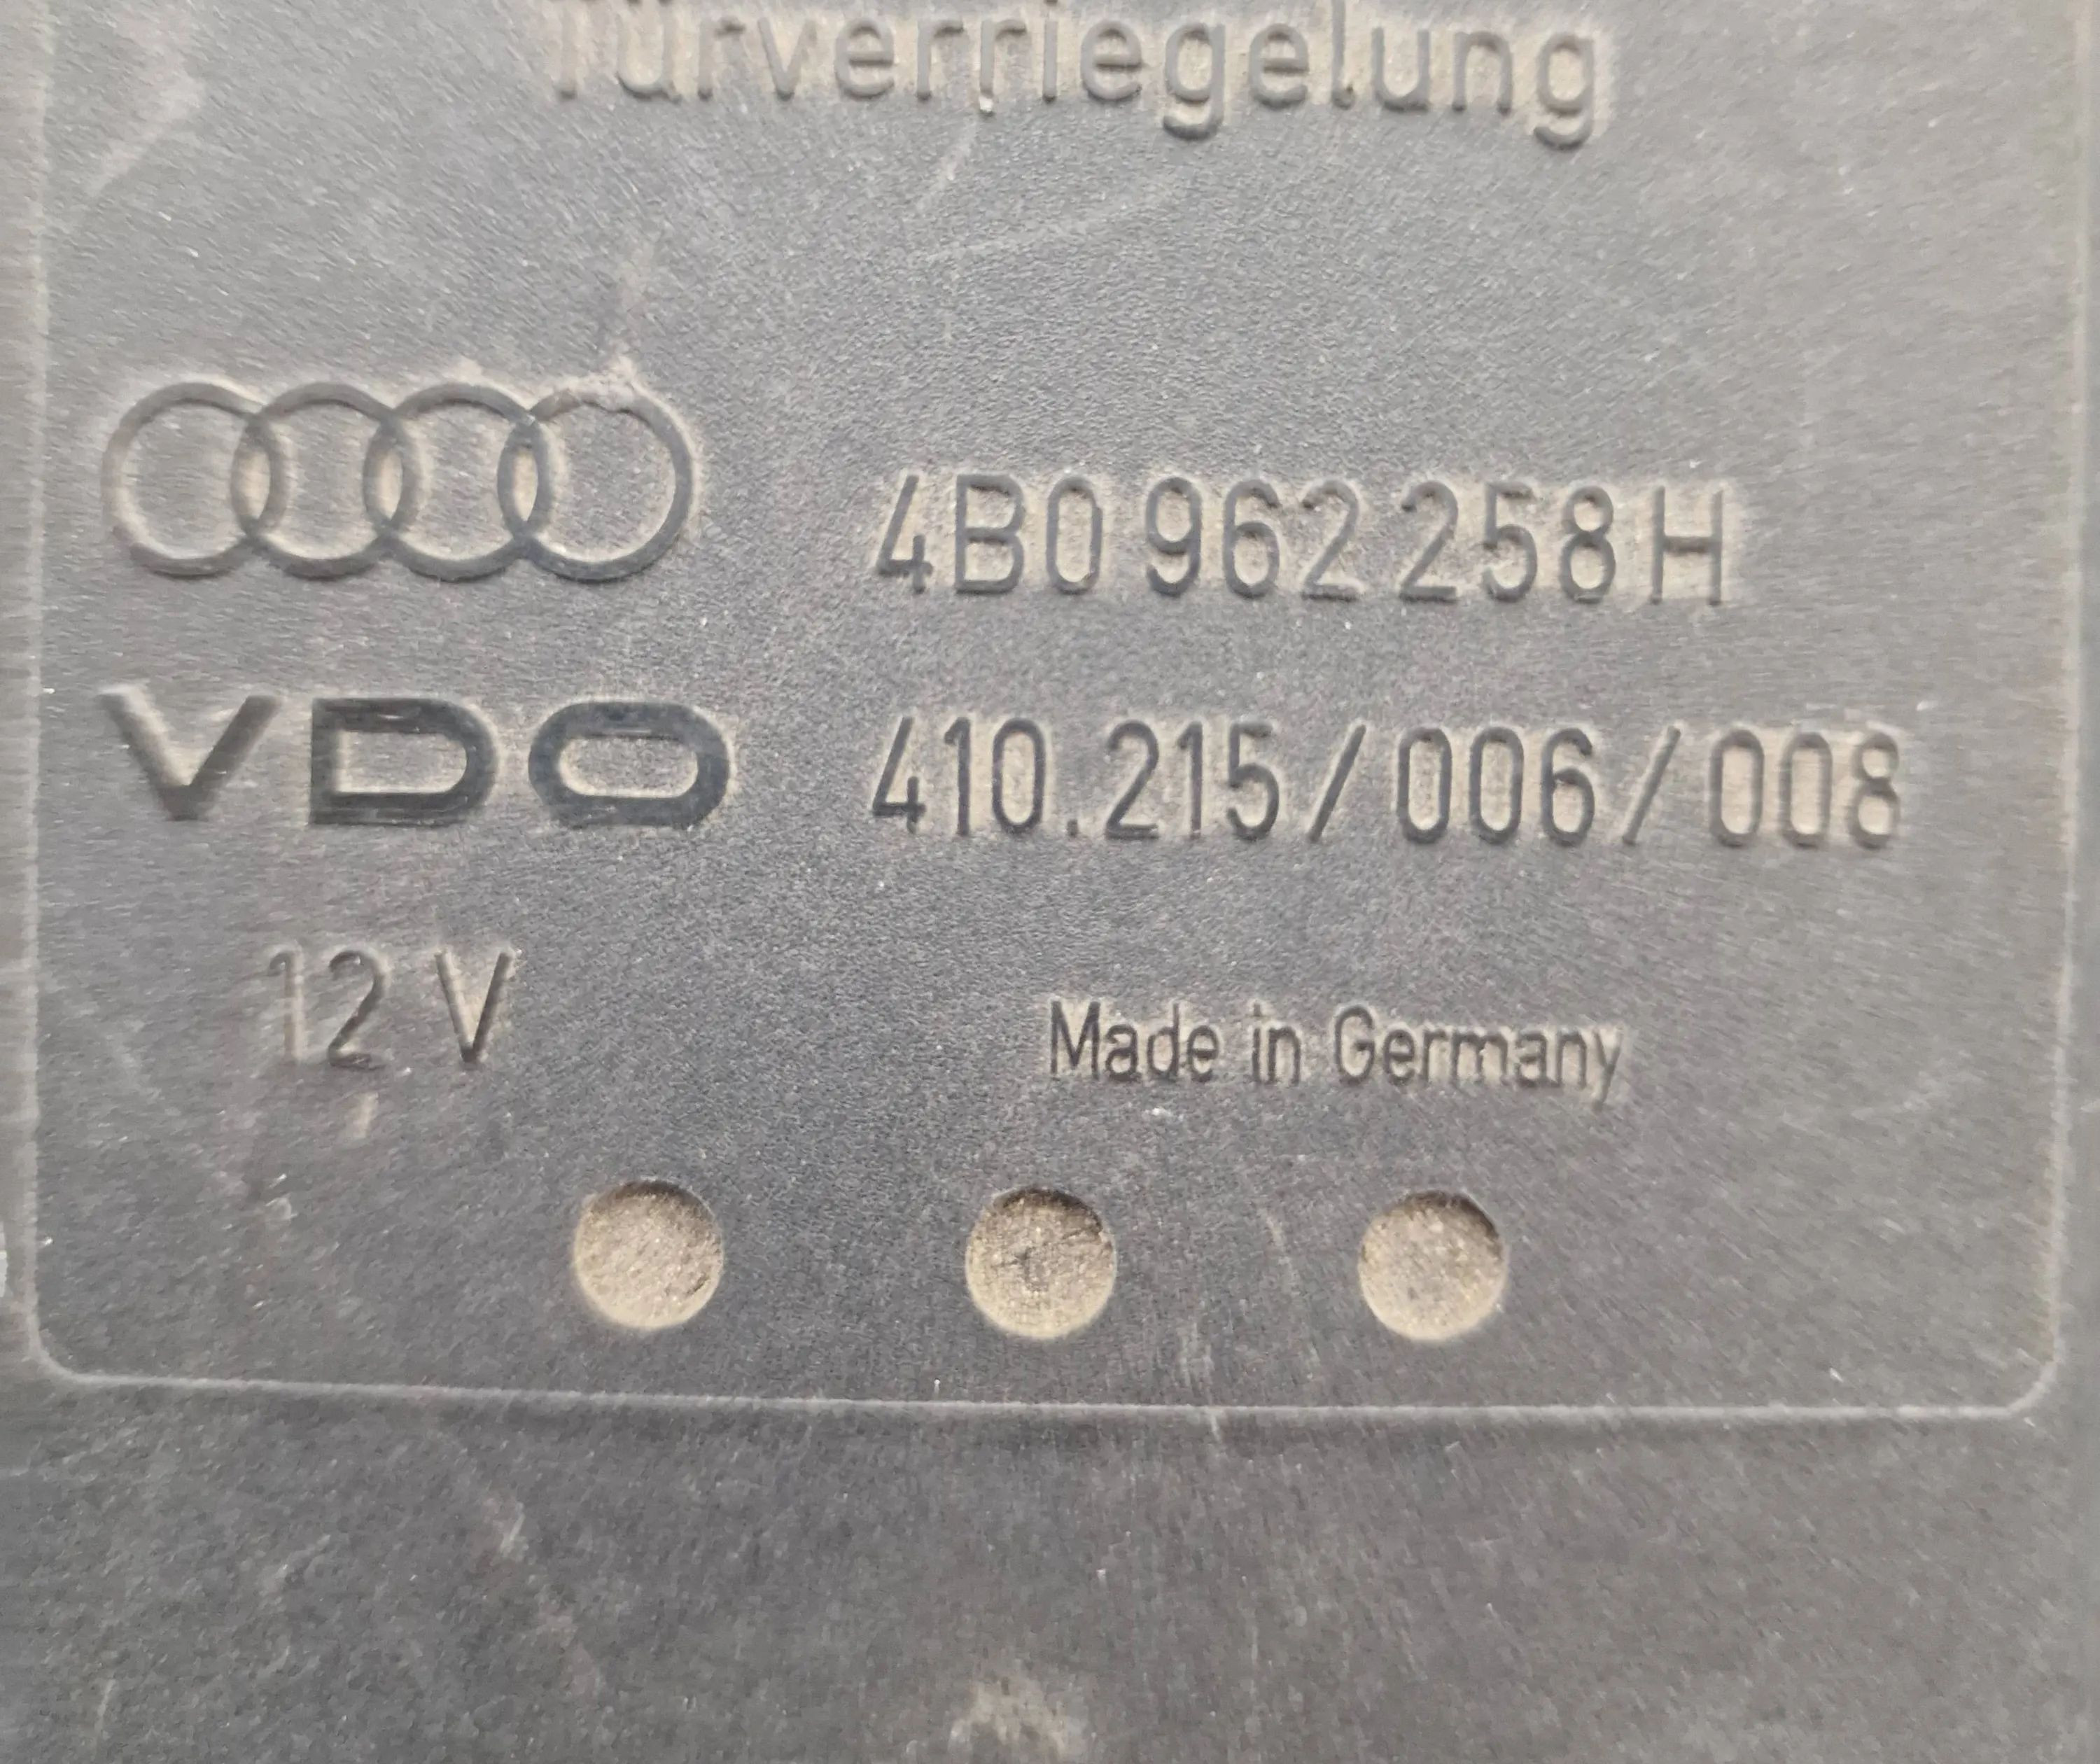 Türverriegelung
4B0 962 258 H
VDO 410.215/006/008
12 V
Made in Germany